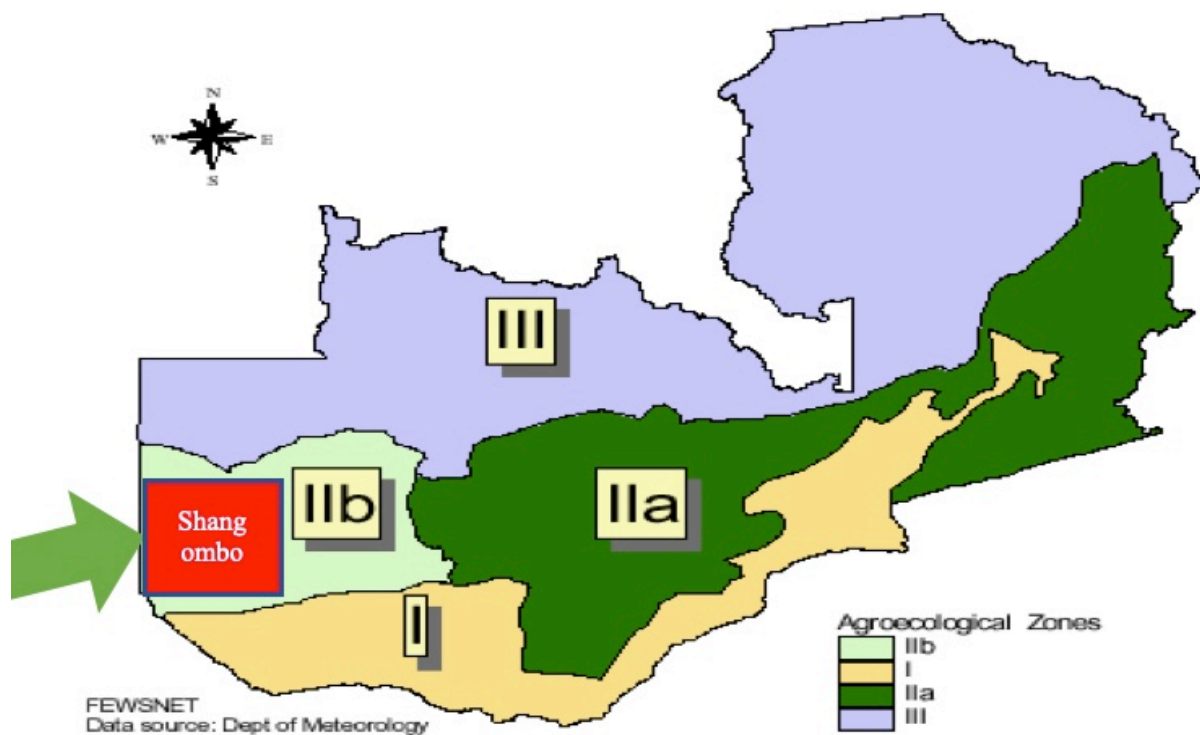 N
W E
S
III
IIb
IIa
Shang
ombo
I
Agroecological Zones
IIb
I
IIa
III
FEWSNET
Data source: Dept of Meteorology